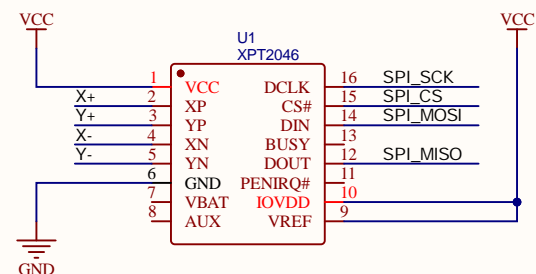 VCC
VCC
U1
XPT2046
1 VCC DCLK 16 SPI_SCK
X+ 2 XP CS# 15 SPI_CS
Y+ 3 YP DIN 14 SPI_MOSI
X- 4 XN BUSY 13
Y- 5 YN DOUT 12 SPI_MISO
6 GND PENIRQ# 11
7 VBAT IOVDD 10
8 AUX VREF 9
GND